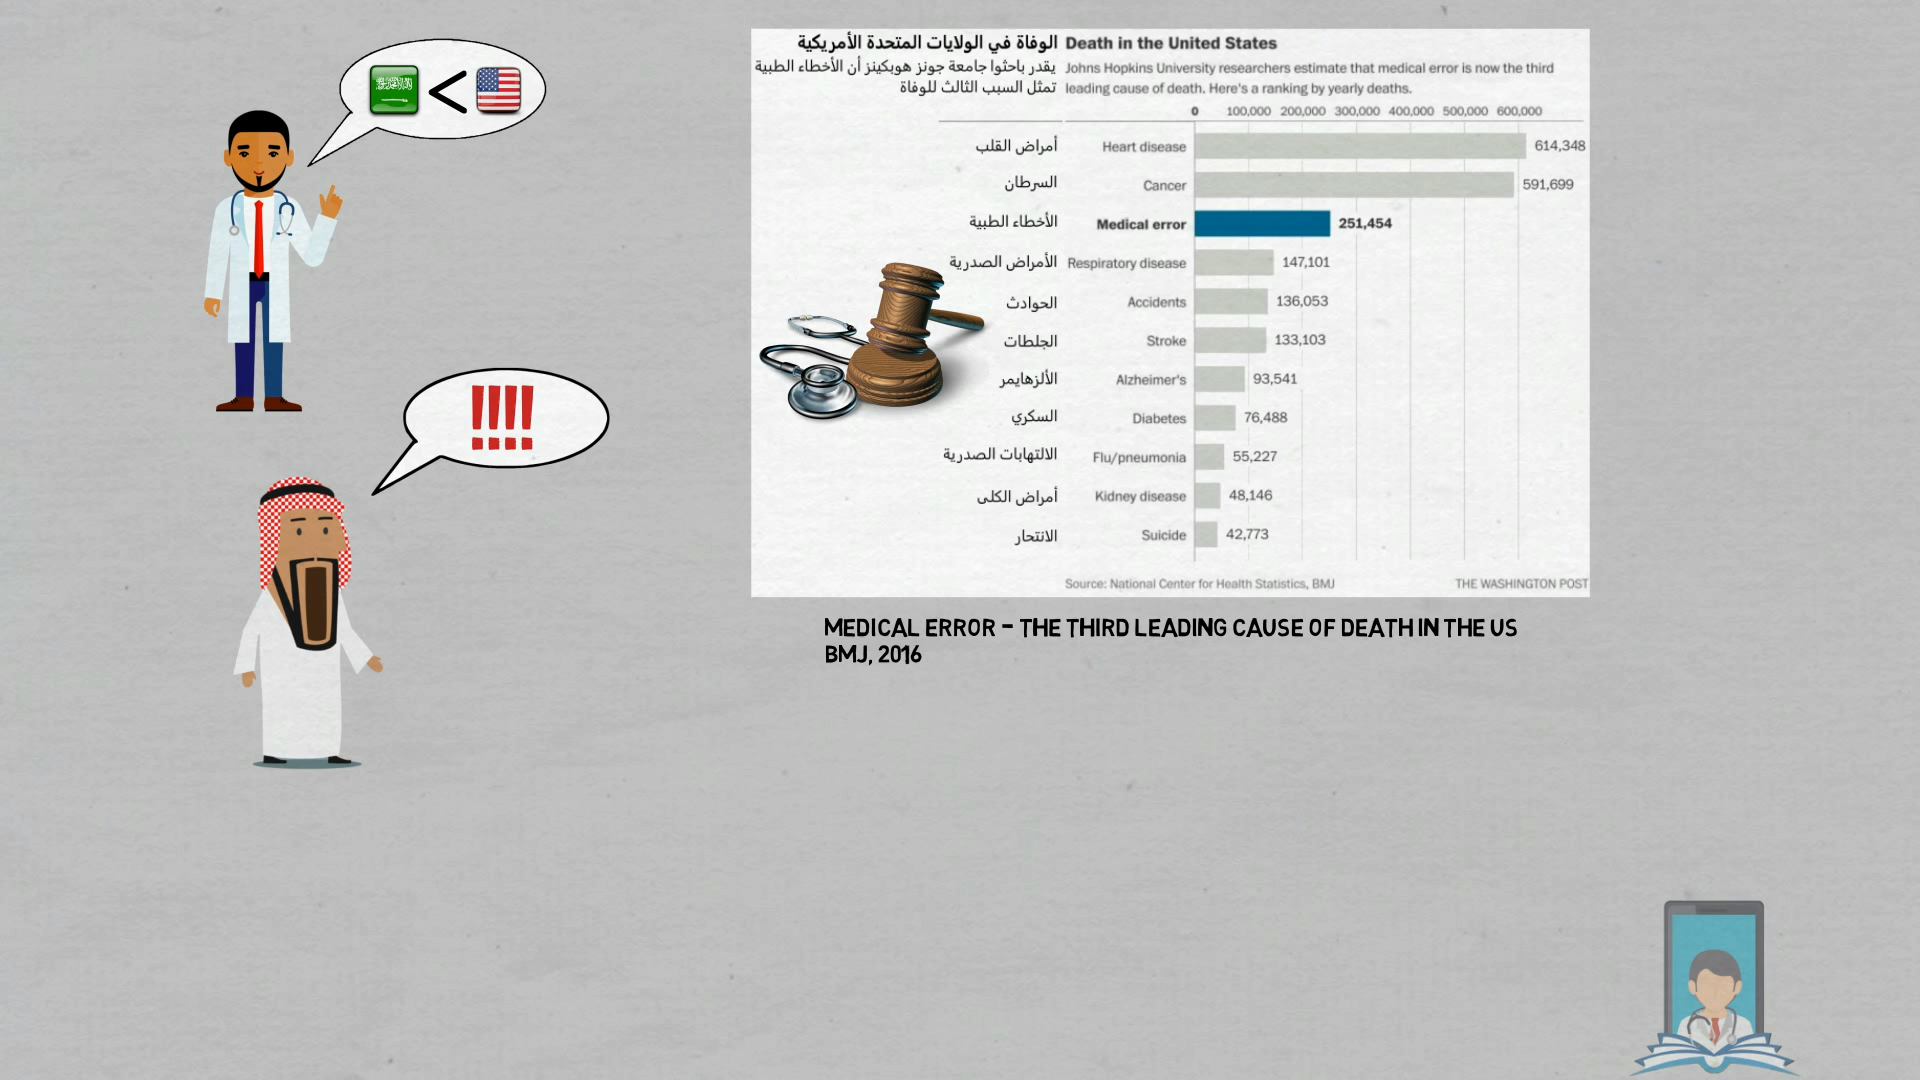 <
!!!!
الوفاة في الولايات المتحدة الأمريكية
يقدر باحثوا جامعة جونز هوبكينز أن الأخطاء الطبية
تمثل السبب الثالث للوفاة
Death in the United States
Johns Hopkins University researchers estimate that medical error is now the third
leading cause of death. Here's a ranking by yearly deaths.
0 100,000 200,000 300,000 400,000 500,000 600,000
أمراض القلب Heart disease 614,348
السرطان Cancer 591,699
الأخطاء الطبية Medical error 251,454
الأمراض الصدرية Respiratory disease 147,101
الحوادث Accidents 136,053
الجلطات Stroke 133,103
الألزهايمر Alzheimer's 93,541
السكري Diabetes 76,488
الالتهابات الصدرية Flu/pneumonia 55,227
أمراض الكلى Kidney disease 48,146
الانتحار Suicide 42,773
Source: National Center for Health Statistics, BMJ THE WASHINGTON POST
MEDICAL ERROR - THE THIRD LEADING CAUSE OF DEATH IN THE US
BMJ, 2016